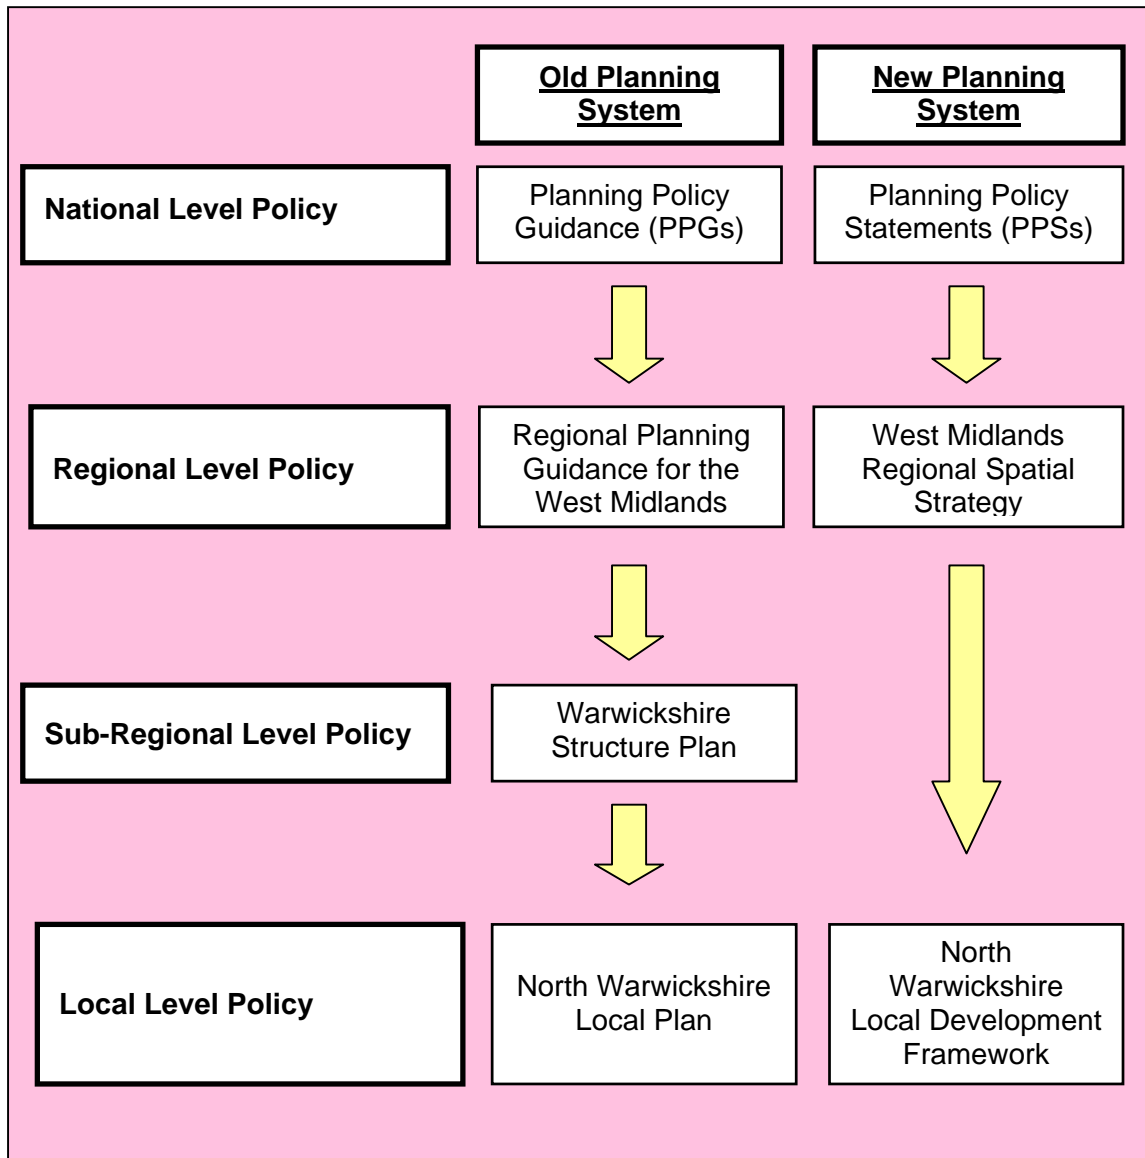 Old Planning
System
New Planning
System
National Level Policy
Planning Policy
Guidance (PPGs)
Planning Policy
Statements (PPSs)
Regional Level Policy
Regional Planning
Guidance for the
West Midlands
West Midlands
Regional Spatial
Strategy
Sub-Regional Level Policy
Warwickshire
Structure Plan
Local Level Policy
North Warwickshire
Local Plan
North
Warwickshire
Local Development
Framework